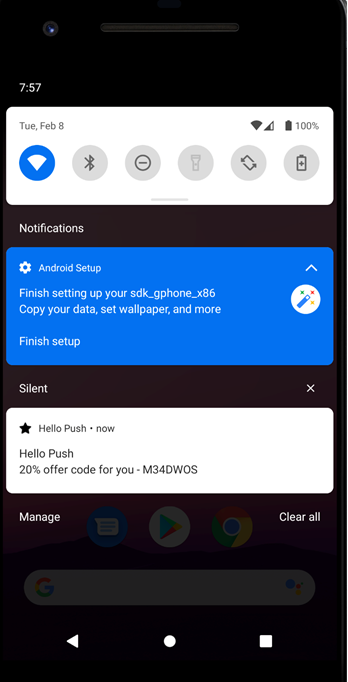 7:57
Tue, Feb 8 100%
Notifications
Android Setup
Finish setting up your sdk_gphone_x86
Copy your data, set wallpaper, and more
Finish setup
Silent
Hello Push • now
Hello Push
20% offer code for you - M34DWOS
Manage Clear all